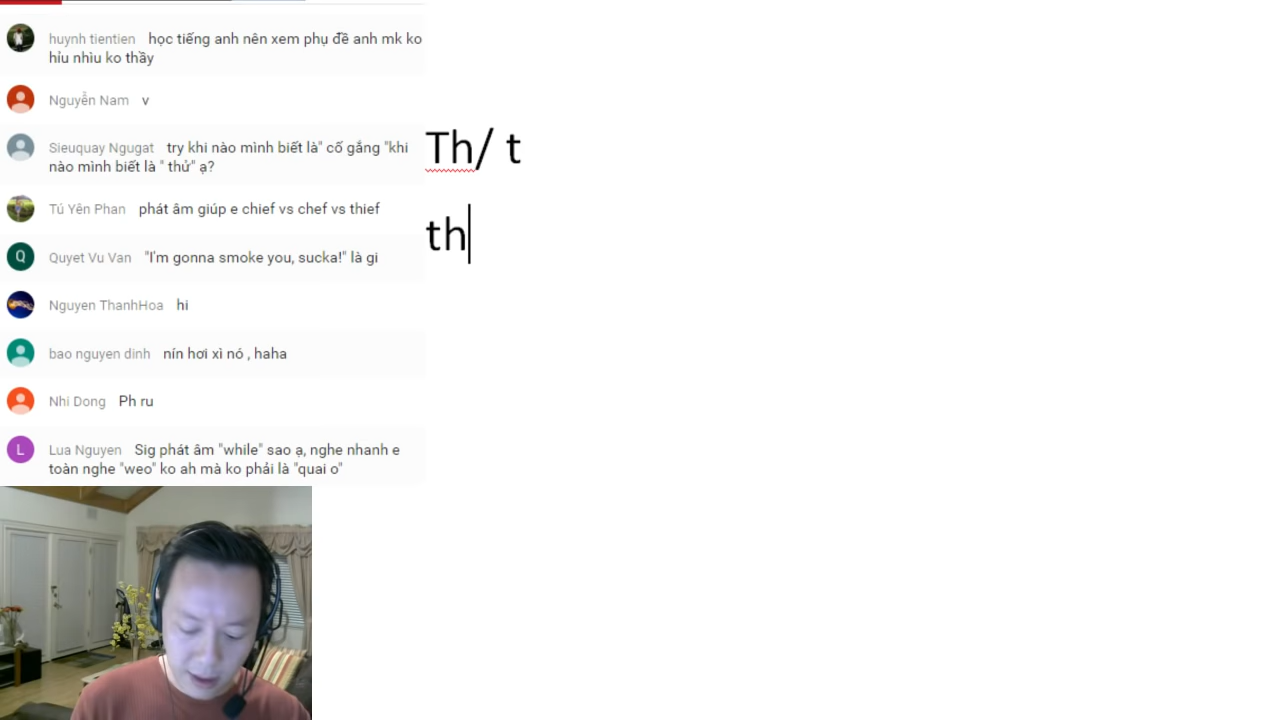 huynh tientien học tiếng anh nên xem phụ đề anh mk ko
hỉu nhìu ko thầy
Nguyễn Nam v
Sieuquay Ngugat try khi nào mình biết là" cố gắng "khi
nào mình biết là " thử" ạ?
Tú Yên Phan phát âm giúp e chief vs chef vs thief
Q
Quyet Vu Van "I'm gonna smoke you, sucka!" là gi
Nguyen ThanhHoa hi
bao nguyen dinh nín hơi xì nó , haha
Nhi Dong Ph ru
L
Lua Nguyen Sig phát âm "while" sao ạ, nghe nhanh e
toàn nghe "weo" ko ah mà ko phải là "quai o"
Th/ t
th